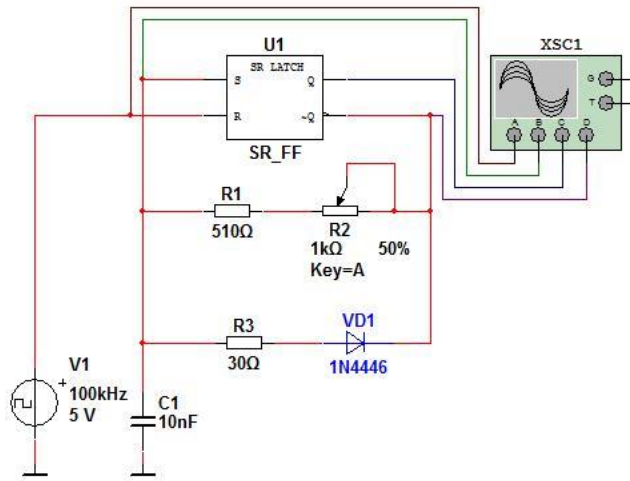 U1
XSC1
SR LATCH
S
Q
R
~Q
SR_FF
G
T
A
B
C
D
R1
510Ω
R2
1kΩ
50%
Key=A
R3
30Ω
VD1
1N4446
V1
+
100kHz
5 V
C1
10nF